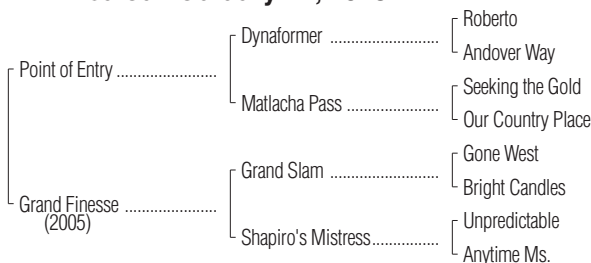 Roberto
Dynaformer ........................
Andover Way
Point of Entry ......................
Seeking the Gold
Matlacha Pass ....................
Our Country Place
Gone West
Grand Slam ........................
Bright Candles
Grand Finesse ....................
(2005)
Unpredictable
Shapiro's Mistress...............
Anytime Ms.